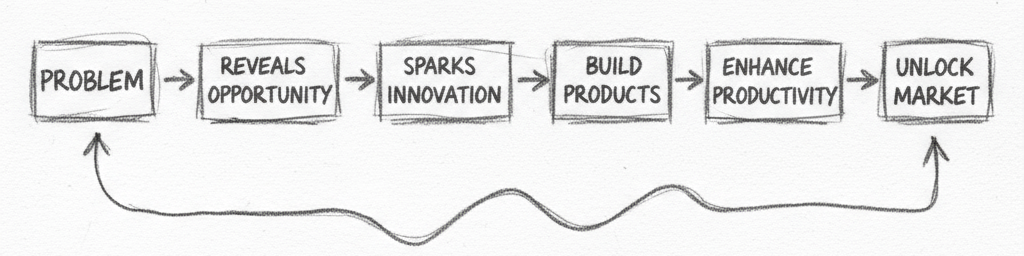 PROBLEM
REVEALS
OPPORTUNITY
SPARKS
INNOVATION
BUILD
PRODUCTS
ENHANCE
PRODUCTIVITY
UNLOCK
MARKET